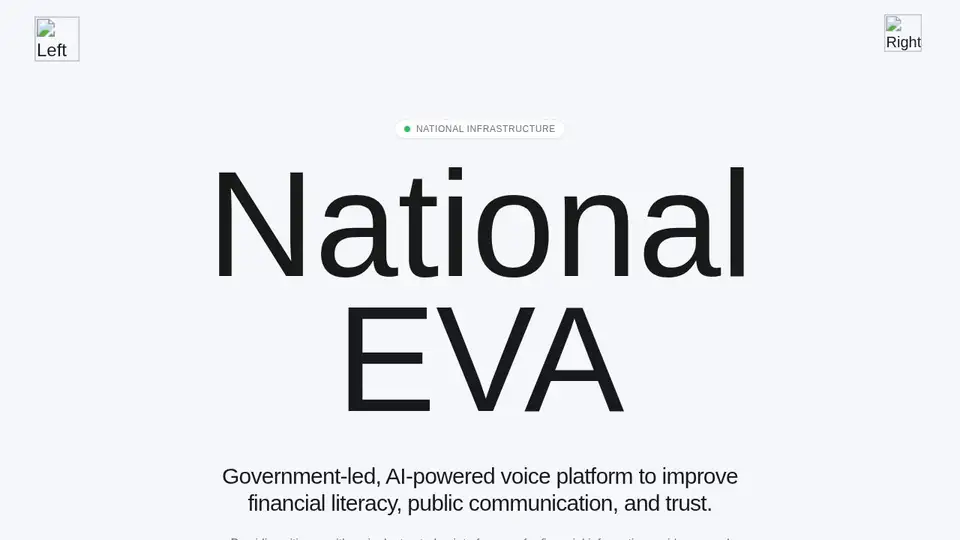 Left
Right
NATIONAL INFRASTRUCTURE
National
EVA
Government-led, AI-powered voice platform to improve
financial literacy, public communication, and trust.